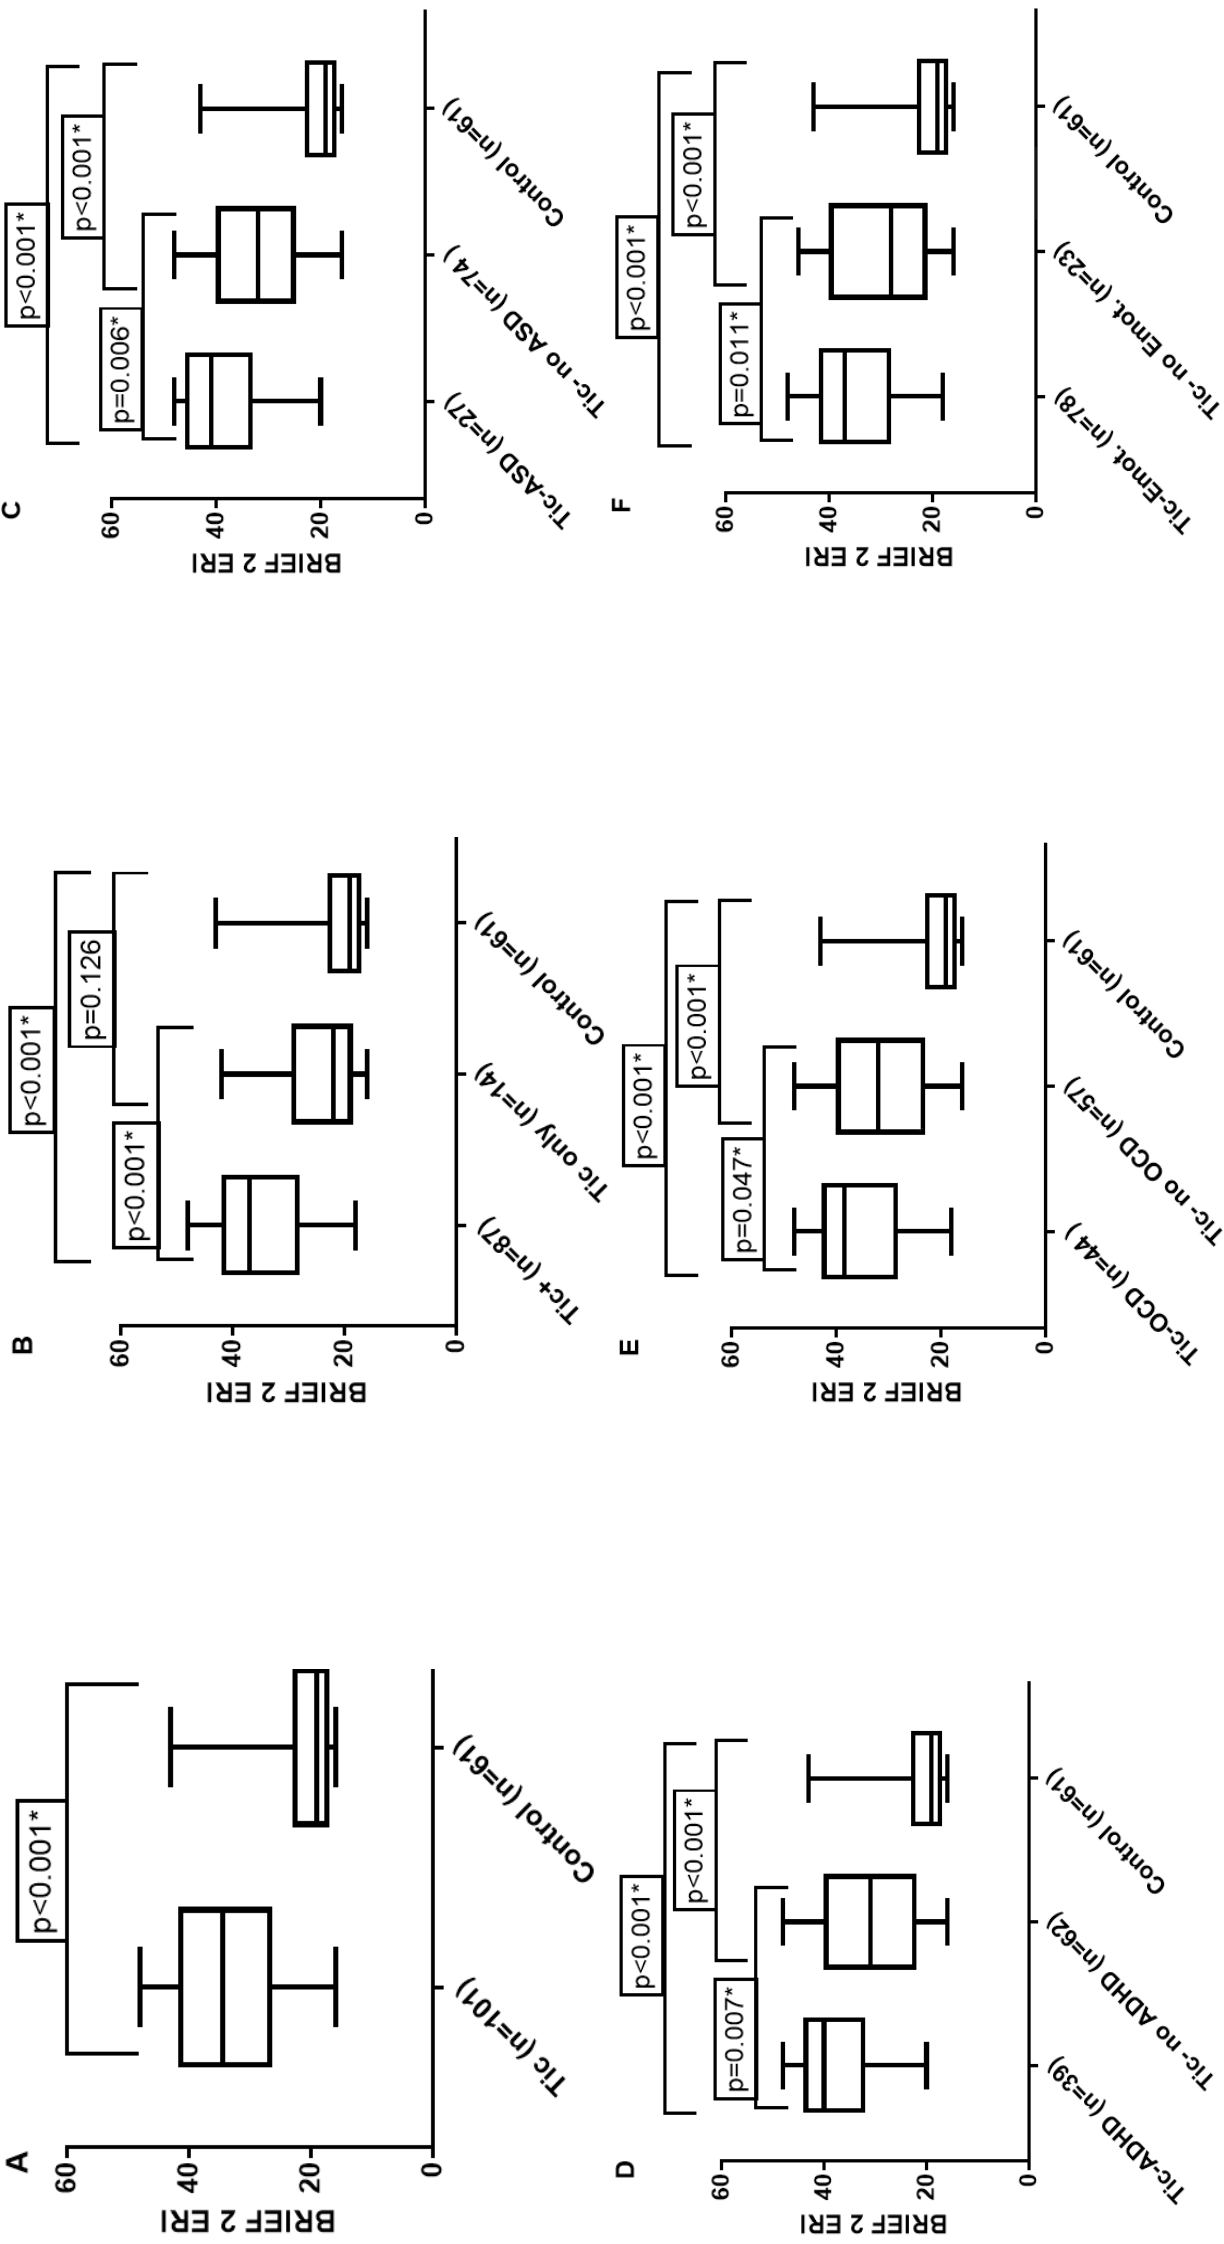 A
BRIEF 2 ERI
60
40
20
0
p<0.001*
Tic (n=101)
Control (n=61)
B
BRIEF 2 ERI
60
40
20
0
p<0.001*
p=0.126
p<0.001*
Tic+ (n=87)
Tic only (n=14)
Control (n=61)
C
BRIEF 2 ERI
60
40
20
0
p<0.001*
p<0.001*
p=0.006*
Tic-ASD (n=27)
Tic- no ASD (n=74 )
Control (n=61)
D
BRIEF 2 ERI
60
40
20
0
p<0.001*
p<0.001*
p=0.007*
Tic-ADHD (n=39)
Tic- no ADHD (n=62)
Control (n=61)
E
BRIEF 2 ERI
60
40
20
0
p<0.001*
p<0.001*
p=0.047*
Tic-OCD (n=44 )
Tic- no OCD (n=57)
Control (n=61)
F
BRIEF 2 ERI
60
40
20
0
p<0.001*
p<0.001*
p=0.011*
Tic-Emot. (n=78)
Tic- no Emot. (n=23)
Control (n=61)